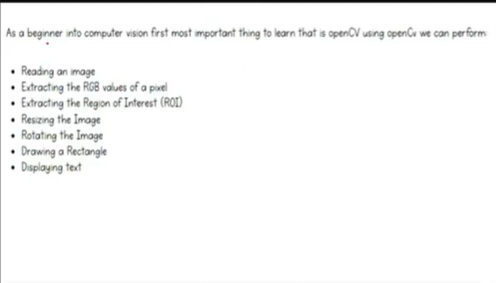 As a beginner into computer vision first most important thing to learn that is openCV using openCv we can perform
• Reading an image
• Extracting the RGB values of a pixel
• Extracting the Region of Interest (ROI)
• Resizing the Image
• Rotating the Image
• Drawing a Rectangle
• Displaying text